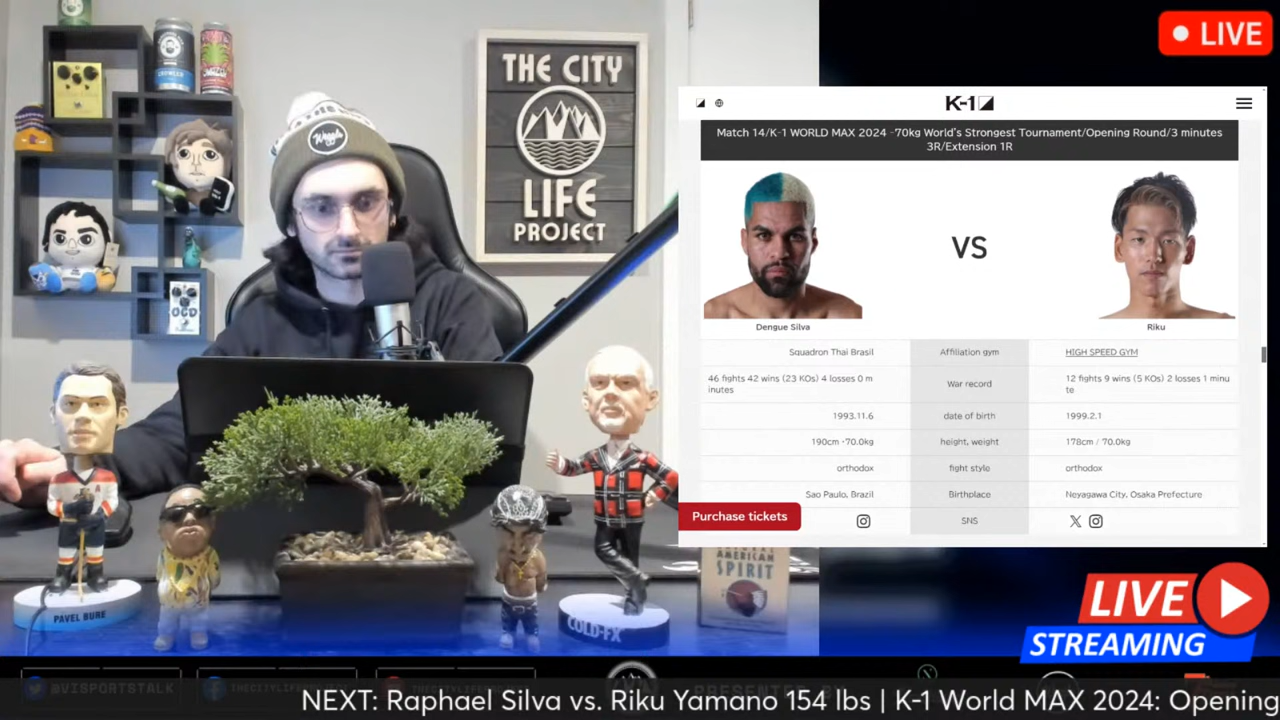 LIVE
THE CITY
LIFE
PROJECT
Waggle
OCD
K-1
Match 14/K-1 WORLD MAX 2024 -70kg World's Strongest Tournament/Opening Round/3 minutes
3R/Extension 1R
VS
Dengue Silva
Riku
Squadron Thai Brasil Affiliation gym HIGH SPEED GYM
46 fights 42 wins (23 KOs) 4 losses 0 m
inutes
War record
12 fights 9 wins (5 KOs) 2 losses 1 minu
te
1993.11.6 date of birth 1999.2.1
190cm ·70.0kg height, weight 178cm / 70.0kg
orthodox fight style orthodox
Sao Paulo, Brazil Birthplace Neyagawa City, Osaka Prefecture
SNS
Purchase tickets
PAVEL BURE
COLD-FX
AMERICAN
SPIRIT
LIVE
STREAMING
@VISPORTSTALK
PRESENTED BY
NEXT: Raphael Silva vs. Riku Yamano 154 lbs | K-1 World MAX 2024: Opening